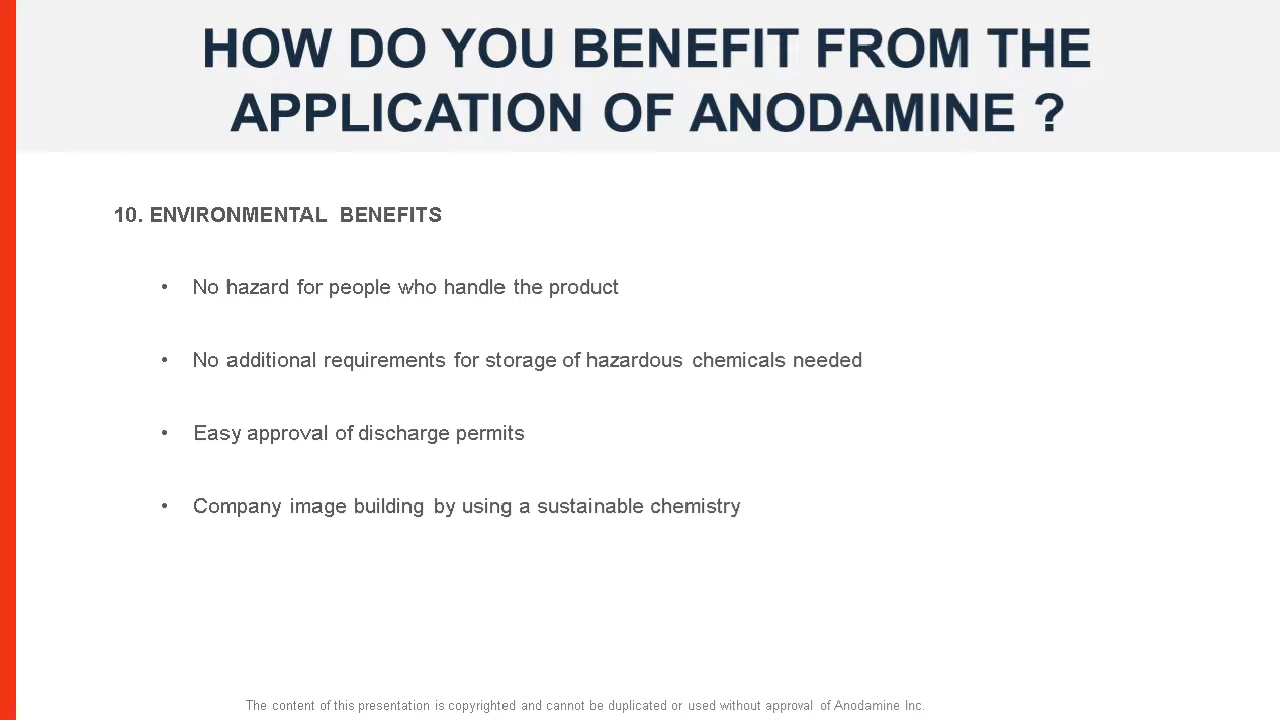 HOW DO YOU BENEFIT FROM THE
APPLICATION OF ANODAMINE ?
10. ENVIRONMENTAL BENEFITS
• No hazard for people who handle the product
• No additional requirements for storage of hazardous chemicals needed
• Easy approval of discharge permits
• Company image building by using a sustainable chemistry
The content of this presentation is copyrighted and cannot be duplicated or used without approval of Anodamine Inc.